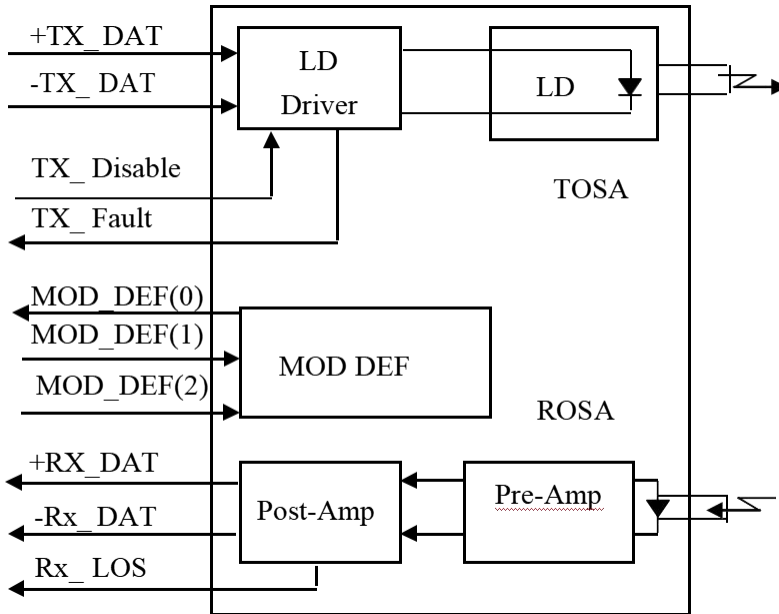 +TX_DAT
-TX_ DAT
TX_ Disable
TX_ Fault
LD
Driver
LD
TOSA
MOD_DEF(0)
MOD_DEF(1)
MOD_DEF(2)
MOD DEF
ROSA
+RX_DAT
-Rx_ DAT
Rx_ LOS
Post-Amp
Pre-Amp